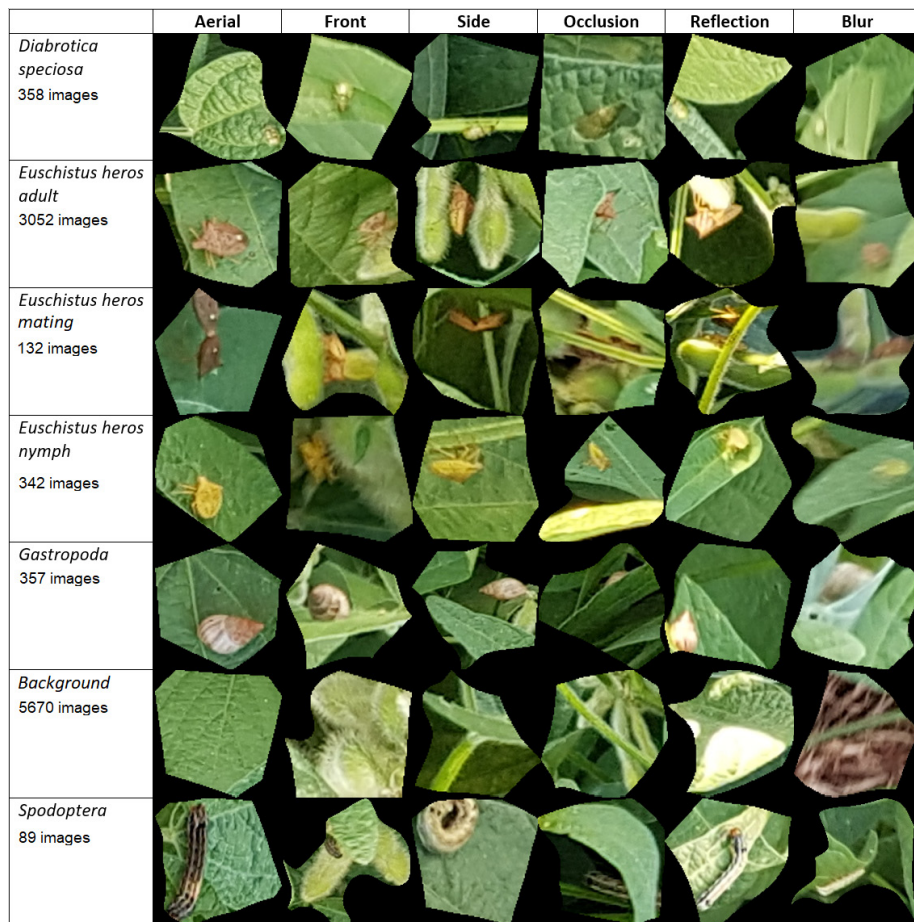 Aerial Front Side Occlusion Reflection Blur
Diabrotica
speciosa
358 images
Euschistus heros
adult
3052 images
Euschistus heros
mating
132 images
Euschistus heros
nymph
342 images
Gastropoda
357 images
Background
5670 images
Spodoptera
89 images